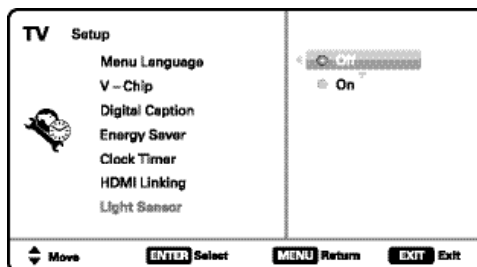 TV Setup
Menu Language
Off
V - Chip
On
Digital Caption
Energy Saver
Clock Timer
HDMI Linking
Light Sensor
Move ENTER Select MENU Return EXIT Exit